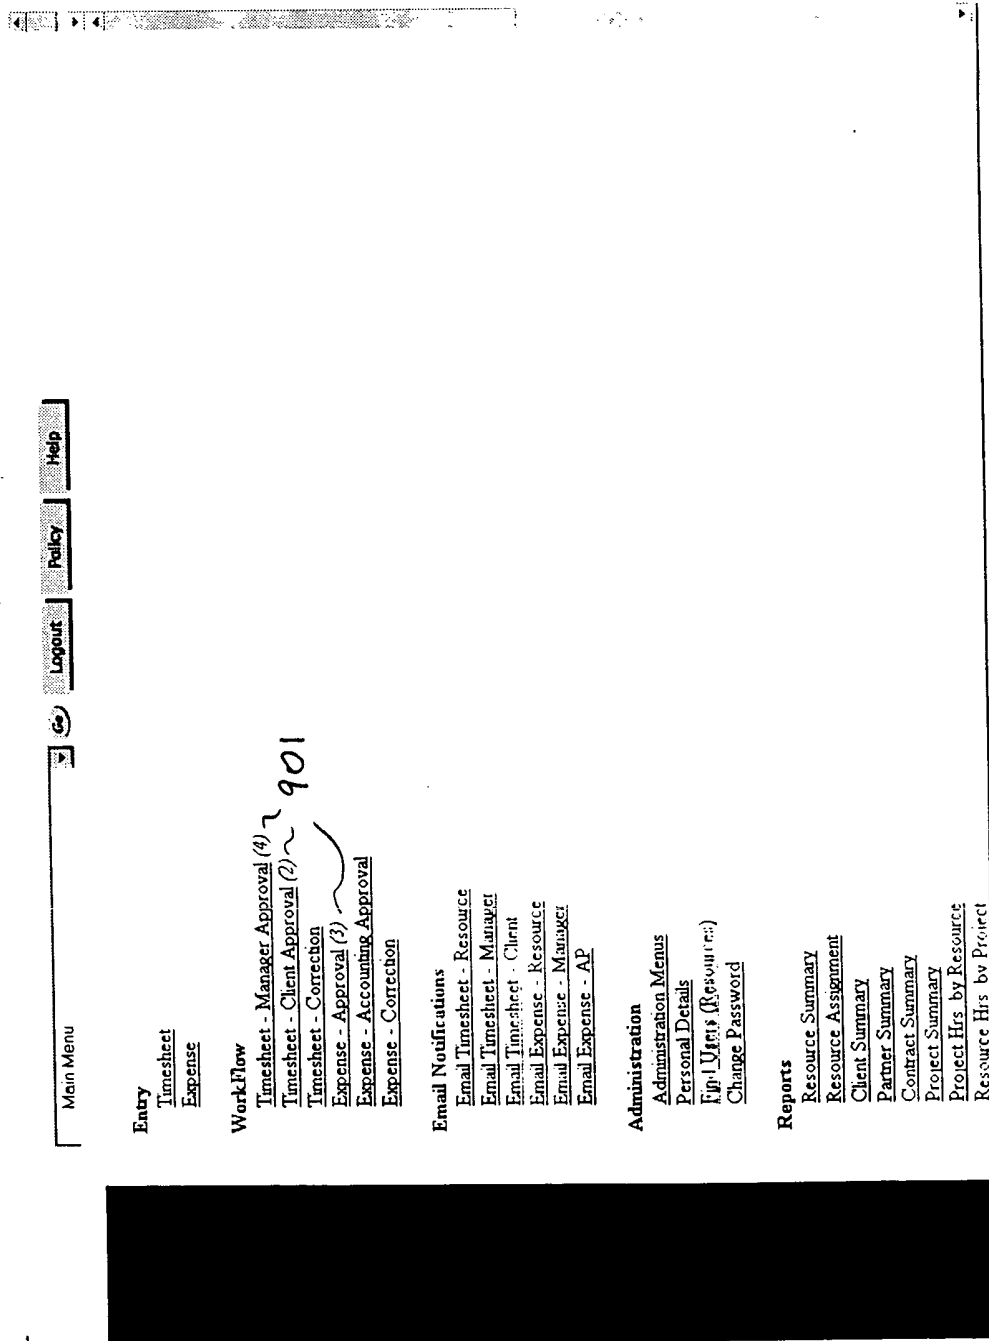 Main Menu
Go
Logout
Policy
Help
Entry
Timesheet
Expense
WorkFlow
Timesheet - Manager Approval (4)
Timesheet - Client Approval (2)
901
Timesheet - Correction
Expense - Approval (3)
Expense - Accounting Approval
Expense - Correction
Email Notifications
Email Timesheet - Resource
Email Timesheet - Manager
Email Timesheet - Client
Email Expense - Resource
Email Expense - Manager
Email Expense - AP
Administration
Administration Menus
Personal Details
Find Users (Resources)
Change Password
Reports
Resource Summary
Resource Assignment
Client Summary
Partner Summary
Contract Summary
Project Summary
Project Hrs by Resource
Resource Hrs by Project